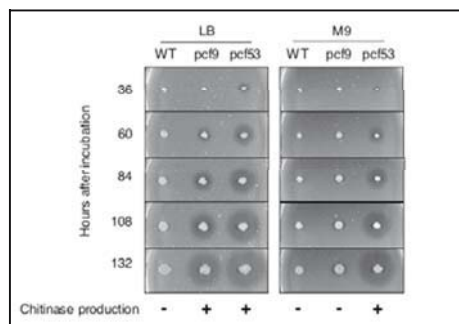 LB M9
WT pcf9 pcf53 WT pcf9 pcf53
Hours after incubation
36
60
84
108
132
Chitinase production - + + - - +